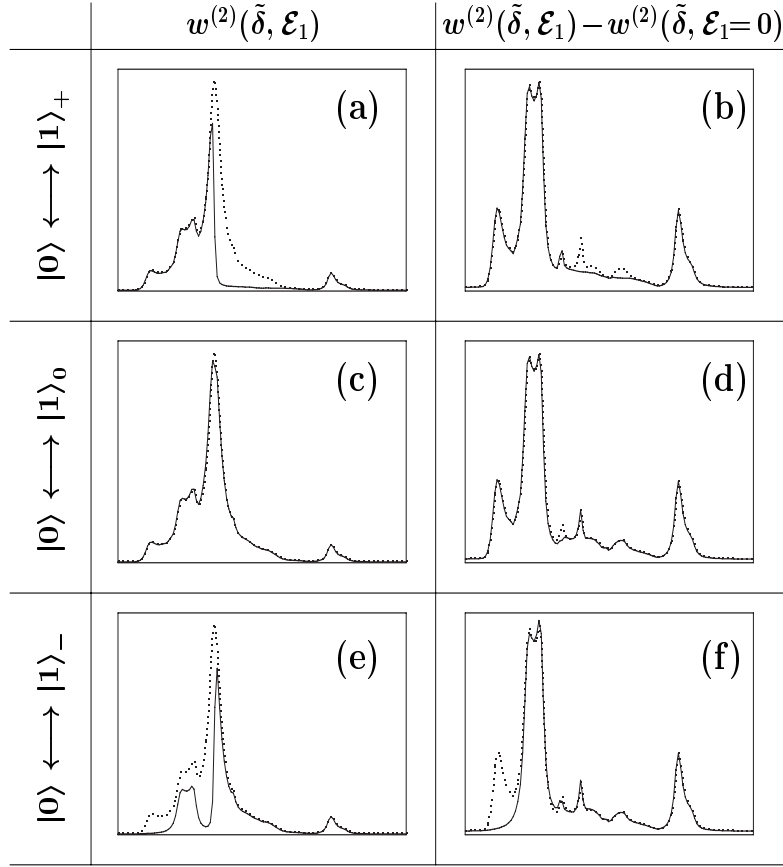 w⁽²⁾(δ̃, ℰ₁) w⁽²⁾(δ̃, ℰ₁) – w⁽²⁾(δ̃, ℰ₁=0)
|0⟩ ⟷ |1⟩₊
(a) (b)
|0⟩ ⟷ |1⟩₀
(c) (d)
|0⟩ ⟷ |1⟩₋
(e) (f)